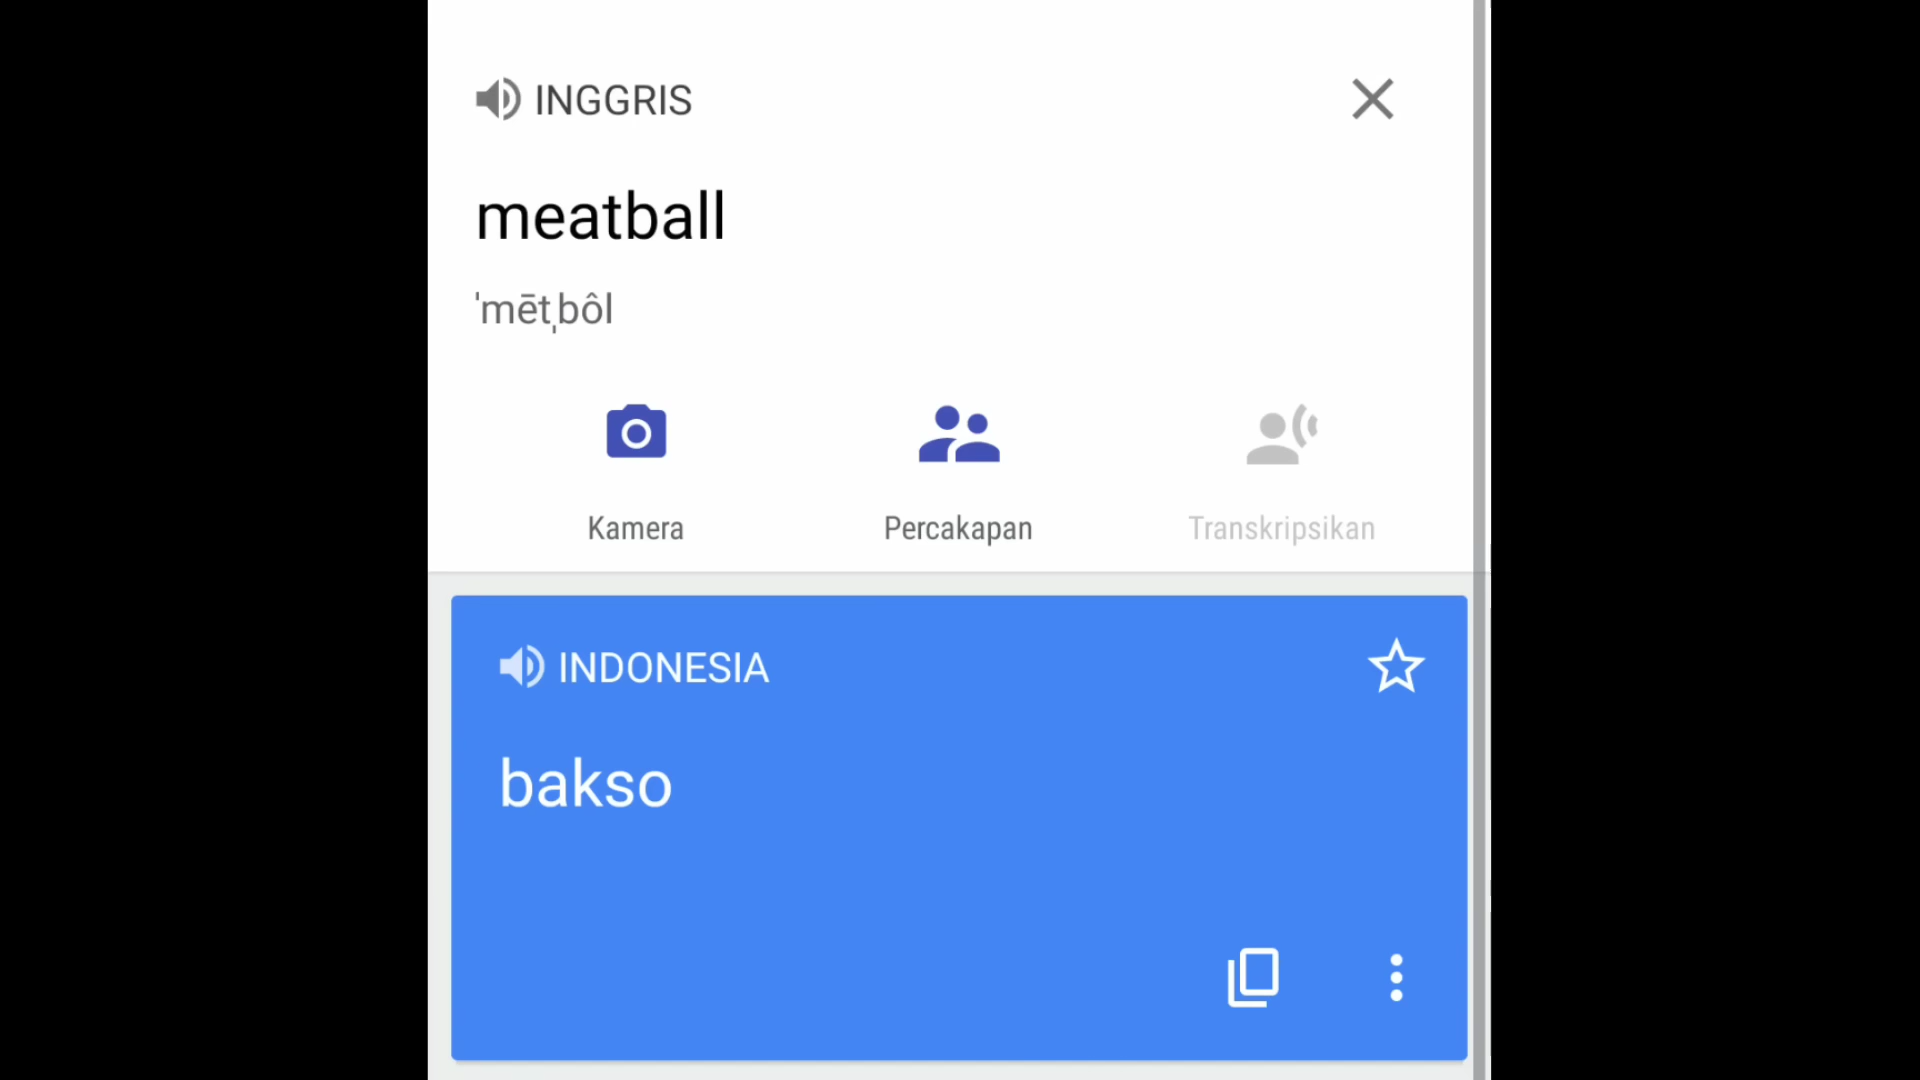 INGGRIS
meatball
ˈmētˌbôl
Kamera
Percakapan
Transkripsikan
INDONESIA
bakso